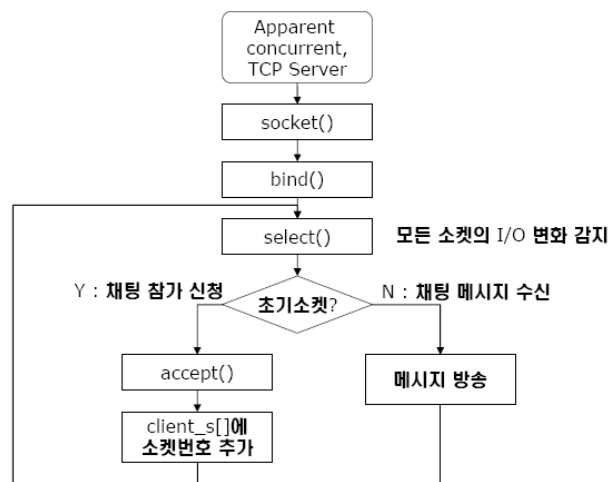 Apparent
concurrent,
TCP Server
socket()
bind()
select()
모든 소켓의 I/O 변화 감지
Y : 채팅 참가 신청
초기소켓?
N : 채팅 메시지 수신
accept()
메시지 방송
client_s[]에
소켓번호 추가